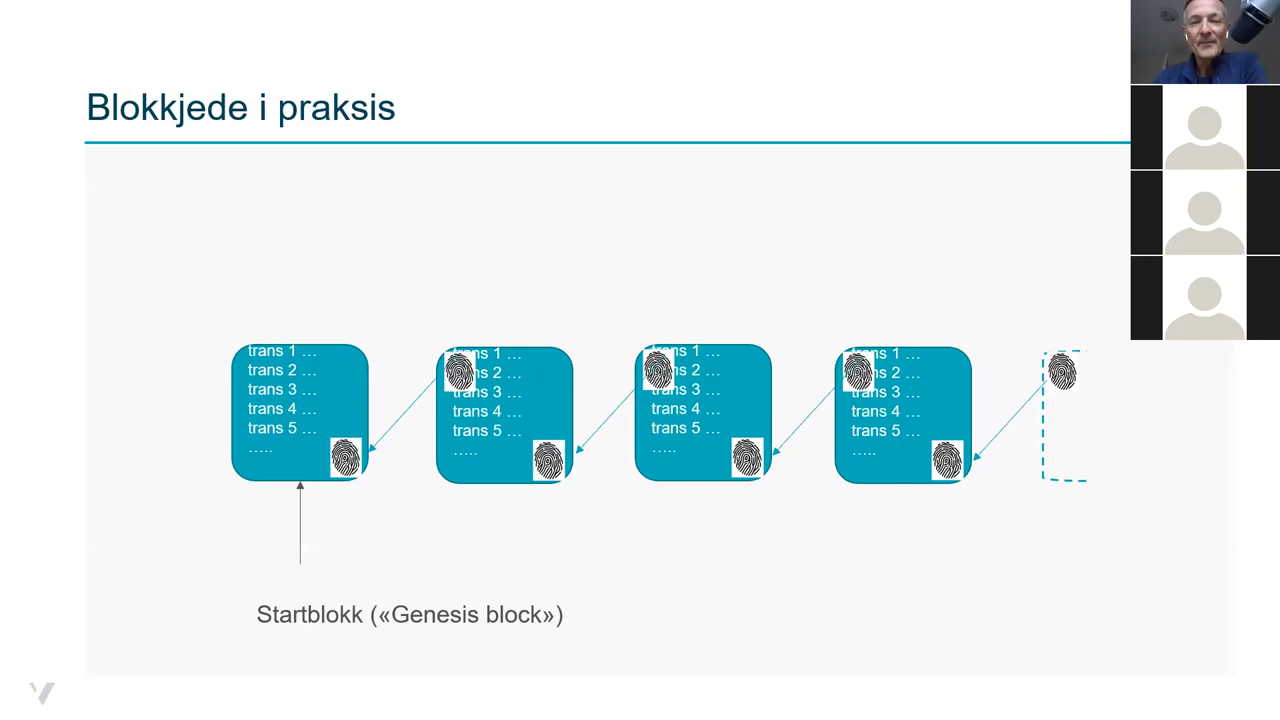 Blokkjede i praksis
trans 1 ...
trans 2 ...
trans 3 ...
trans 4 ...
trans 5 ...
.....
trans 1 ...
trans 2 ...
trans 3 ...
trans 4 ...
trans 5 ...
.....
trans 1 ...
trans 2 ...
trans 3 ...
trans 4 ...
trans 5 ...
.....
trans 1 ...
trans 2 ...
trans 3 ...
trans 4 ...
trans 5 ...
.....
Startblokk («Genesis block»)